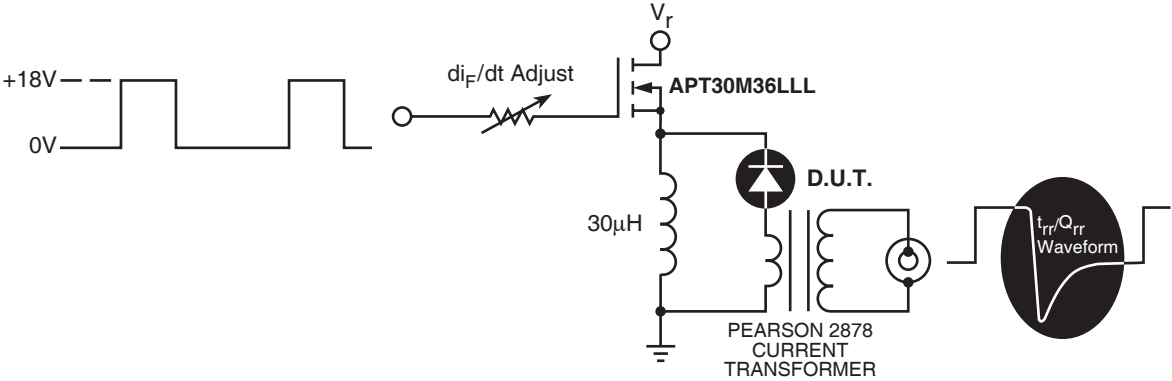 +18V
0V
di_F/dt Adjust
V_r
APT30M36LLL
30μH
D.U.T.
PEARSON 2878
CURRENT
TRANSFORMER
t_rr/Q_rr
Waveform